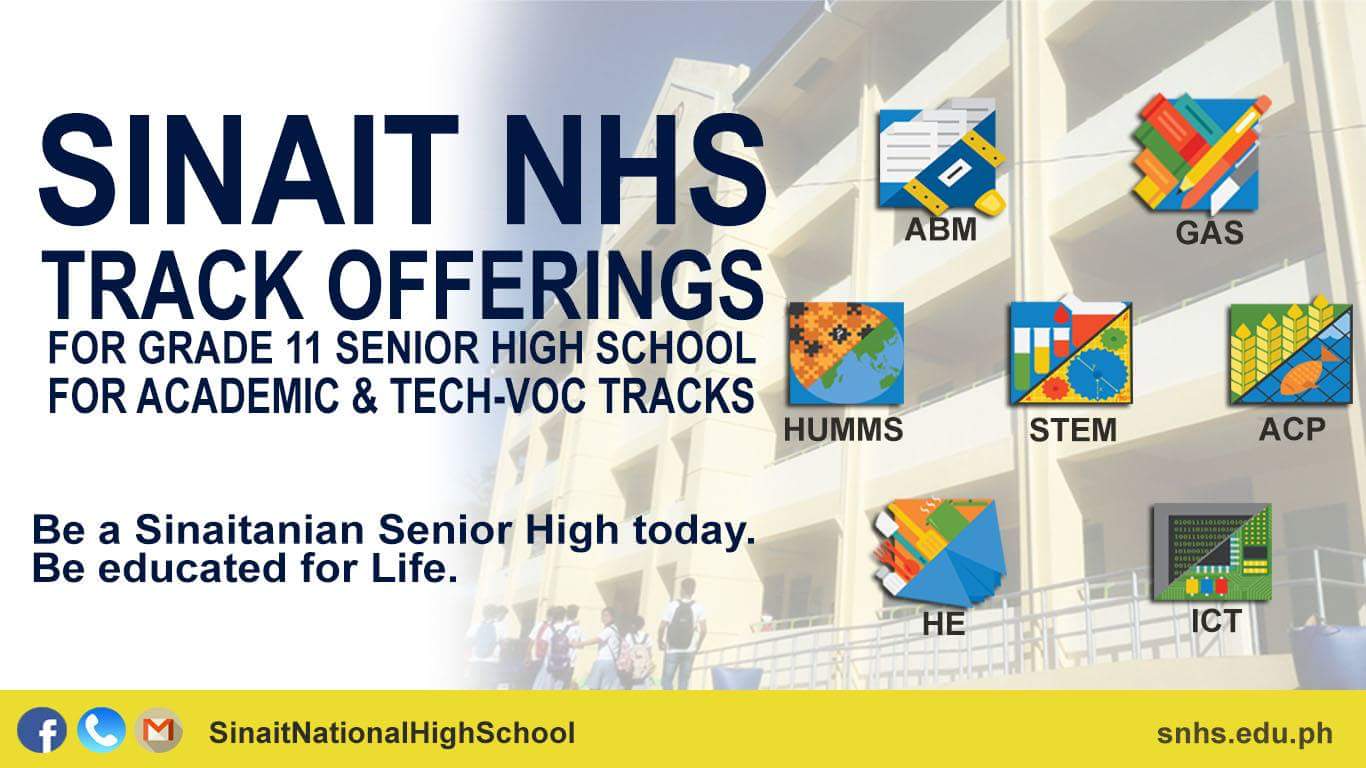 SINAIT NHS
TRACK OFFERINGS
FOR GRADE 11 SENIOR HIGH SCHOOL
FOR ACADEMIC & TECH-VOC TRACKS
Be a Sinaitanian Senior High today.
Be educated for Life.
ABM
GAS
HUMMS
STEM
ACP
HE
ICT
SinaitNationalHighSchool
snhs.edu.ph